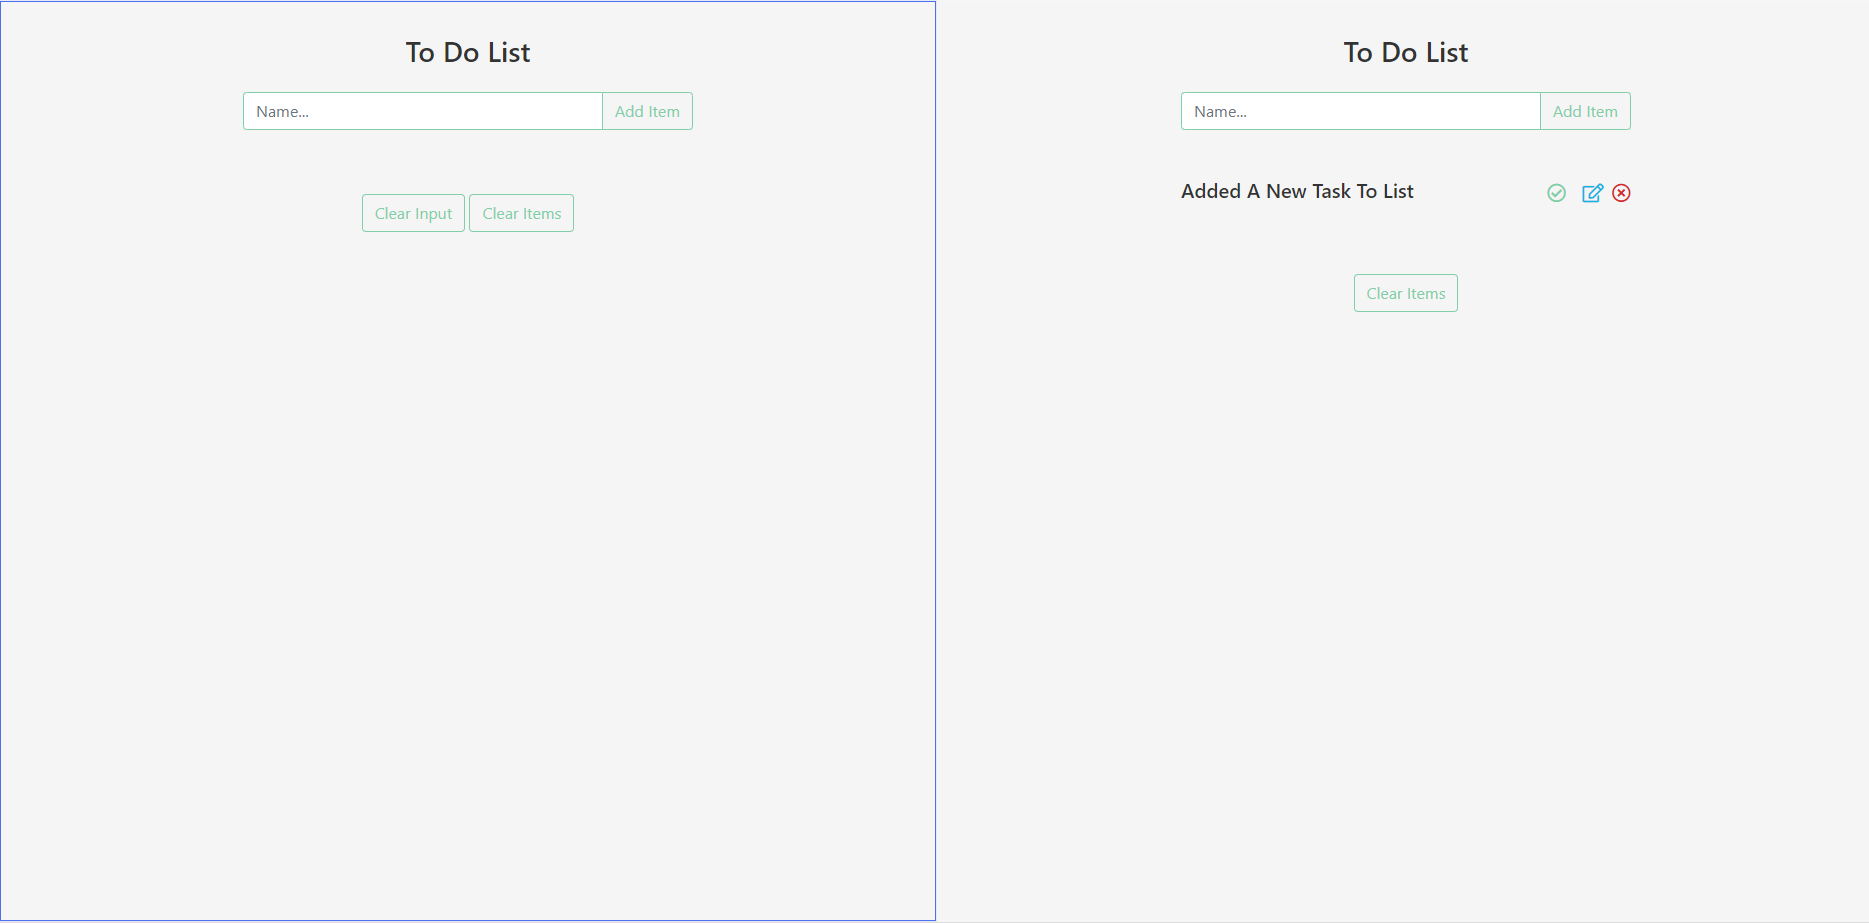 To Do List
Name...
Add Item
Clear Input
Clear Items
To Do List
Name...
Add Item
Added A New Task To List
Clear Items